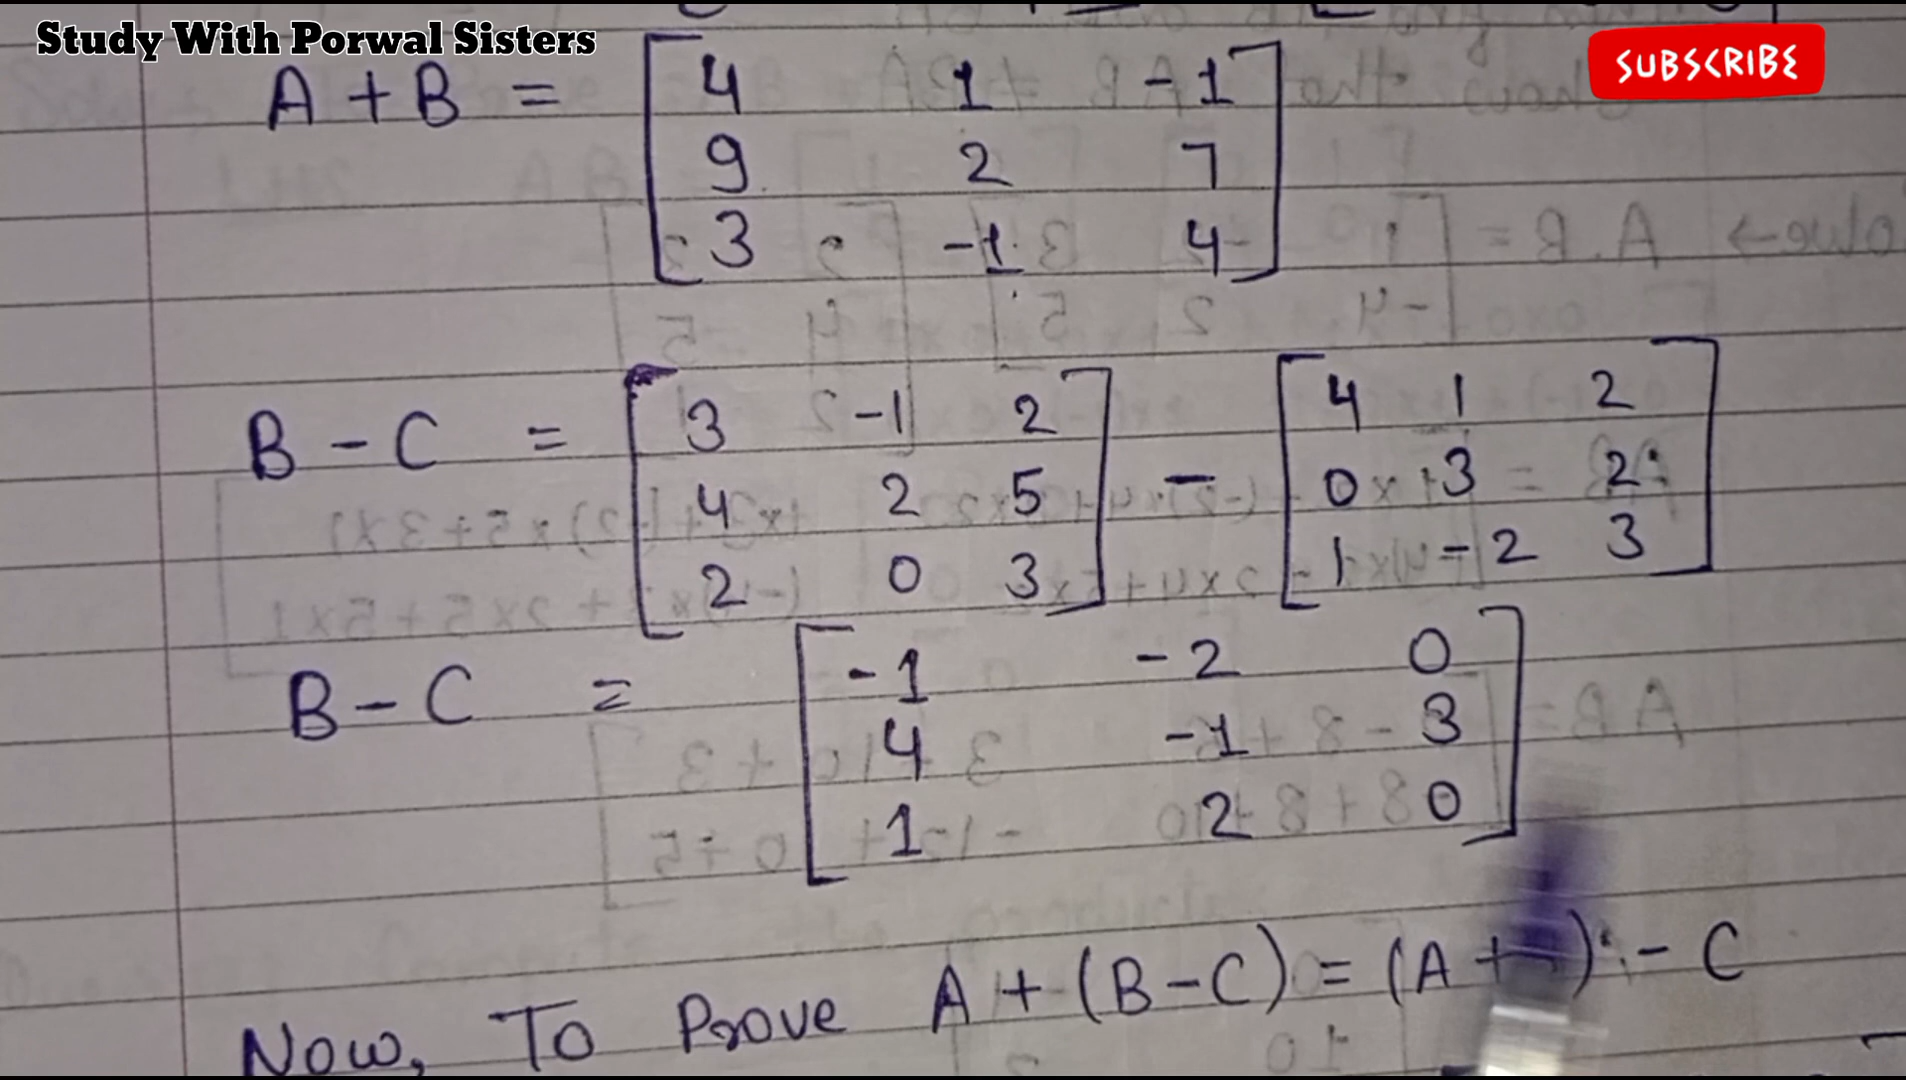 Study With Porwal Sisters
SUBSCRIBE
A + B = [4 1 -1
9 2 7
3 -1 4]
B - C = [3 -1 2
4 2 5
2 0 3] - [4 1 2
0 3 2
1 -2 3]
B - C = [-1 -2 0
4 -1 3
1 2 0]
Now, To Prove A + (B - C) = (A + ) - C